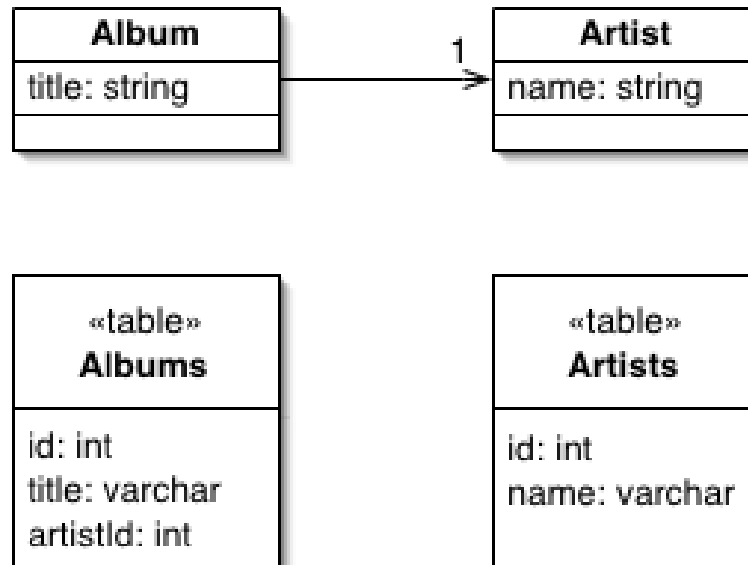 Album
title: string
1
Artist
name: string
«table»
Albums
id: int
title: varchar
artistId: int
«table»
Artists
id: int
name: varchar